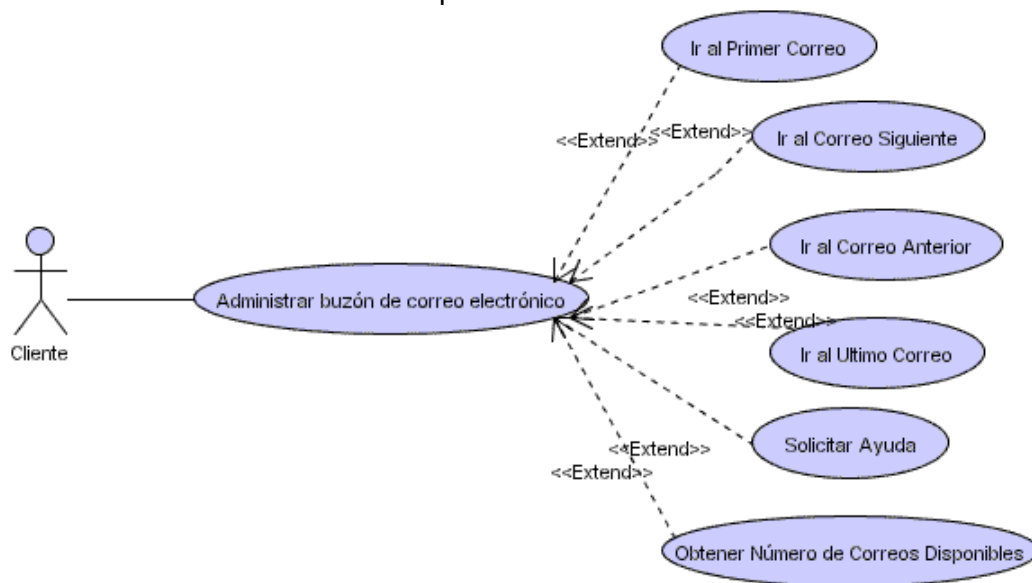 Ir al Primer Correo
<<Extend>>
<<Extend>>
Ir al Correo Siguiente
Ir al Correo Anterior
Administrar buzón de correo electrónico
<<Extend>>
<<Extend>>
Cliente
Ir al Ultimo Correo
Solicitar Ayuda
<<Extend>>
<<Extend>>
Obtener Número de Correos Disponibles